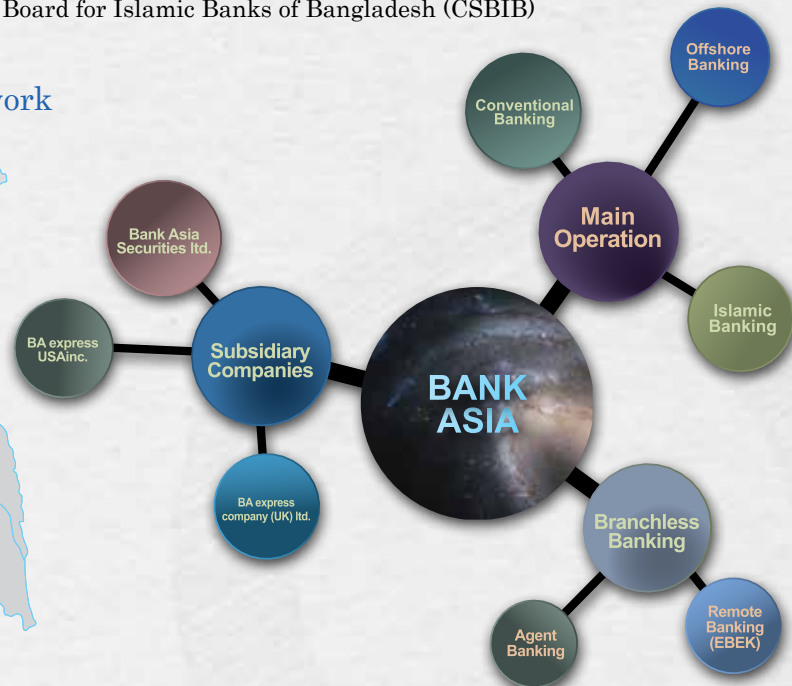 Board for Islamic Banks of Bangladesh (CSBIB)
Offshore
Banking
Conventional
Banking
Main
Operation
Bank Asia
Securities ltd.
Islamic
Banking
BA express
USAinc.
Subsidiary
Companies
BANK
ASIA
BA express
company (UK) ltd.
Branchless
Banking
Agent
Banking
Remote
Banking
(EBEK)